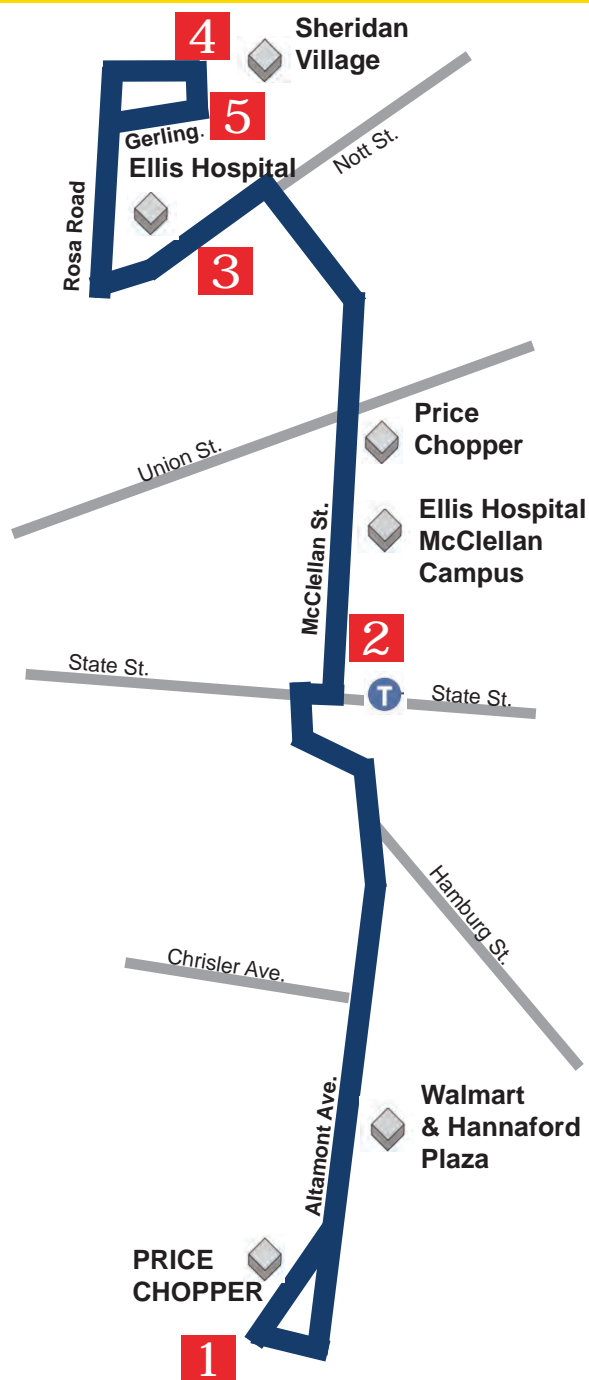 4
Sheridan
Village
5
Gerling.
Nott St.
Ellis Hospital
Rosa Road
3
Price
Chopper
Union St.
Ellis Hospital
McClellan
Campus
McClellan St.
2
State St.
T
State St.
Hamburg St.
Chrisler Ave.
Walmart
& Hannaford
Plaza
Altamont Ave.
PRICE
CHOPPER
1